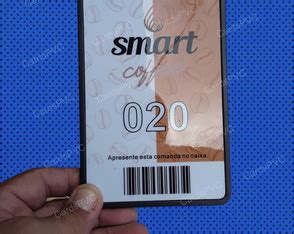 smart
coffee
020
Apresente esta comanda no caixa.